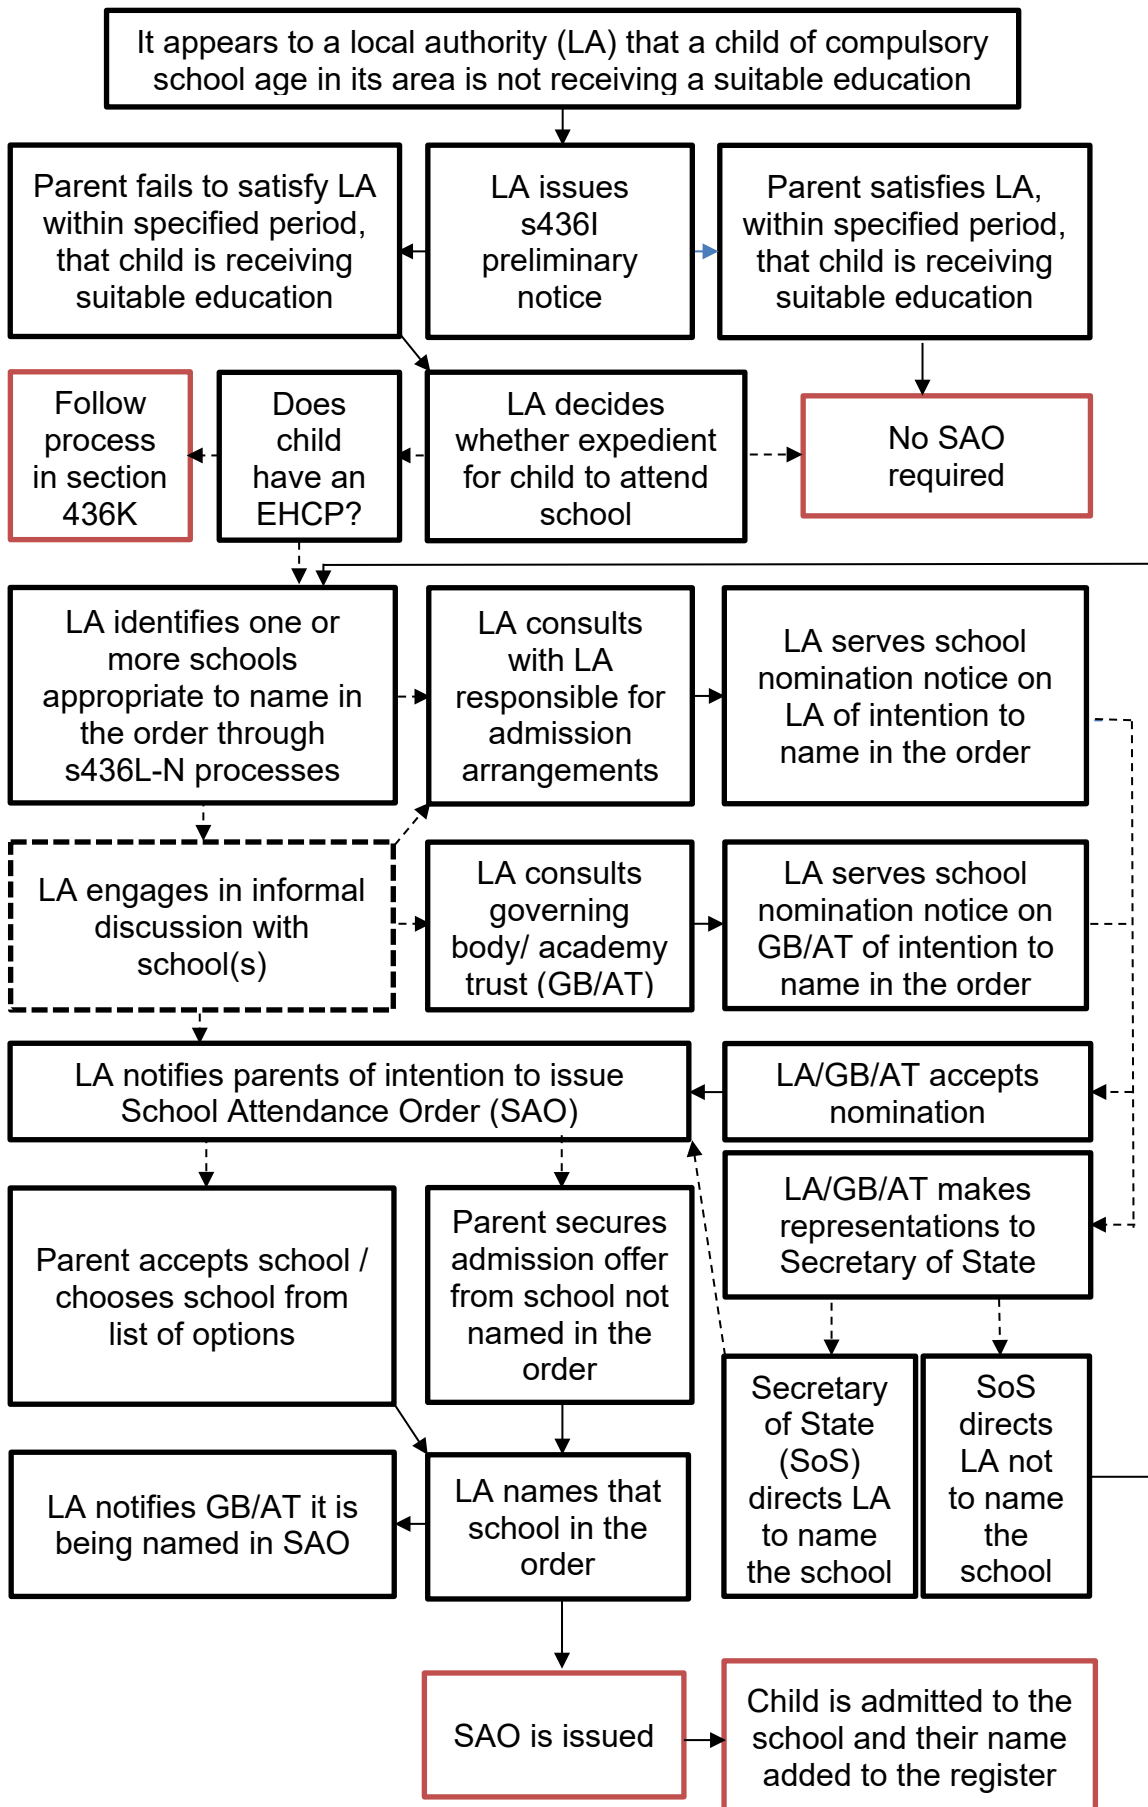 It appears to a local authority (LA) that a child of compulsory
school age in its area is not receiving a suitable education
Parent fails to satisfy LA
within specified period,
that child is receiving
suitable education
LA issues
s436I
preliminary
notice
Parent satisfies LA,
within specified period,
that child is receiving
suitable education
Follow
process
in section
436K
Does
child
have an
EHCP?
LA decides
whether expedient
for child to attend
school
No SAO
required
LA identifies one or
more schools
appropriate to name in
the order through
s436L-N processes
LA consults
with LA
responsible for
admission
arrangements
LA serves school
nomination notice on
LA of intention to
name in the order
LA engages in informal
discussion with
school(s)
LA consults
governing
body/ academy
trust (GB/AT)
LA serves school
nomination notice on
GB/AT of intention to
name in the order
LA notifies parents of intention to issue
School Attendance Order (SAO)
LA/GB/AT accepts
nomination
LA/GB/AT makes
representations to
Secretary of State
Parent accepts school /
chooses school from
list of options
Parent secures
admission offer
from school not
named in the
order
Secretary
of State
(SoS)
directs LA
to name
the school
SoS
directs
LA not
to name
the
school
LA notifies GB/AT it is
being named in SAO
LA names that
school in the
order
SAO is issued
Child is admitted to the
school and their name
added to the register